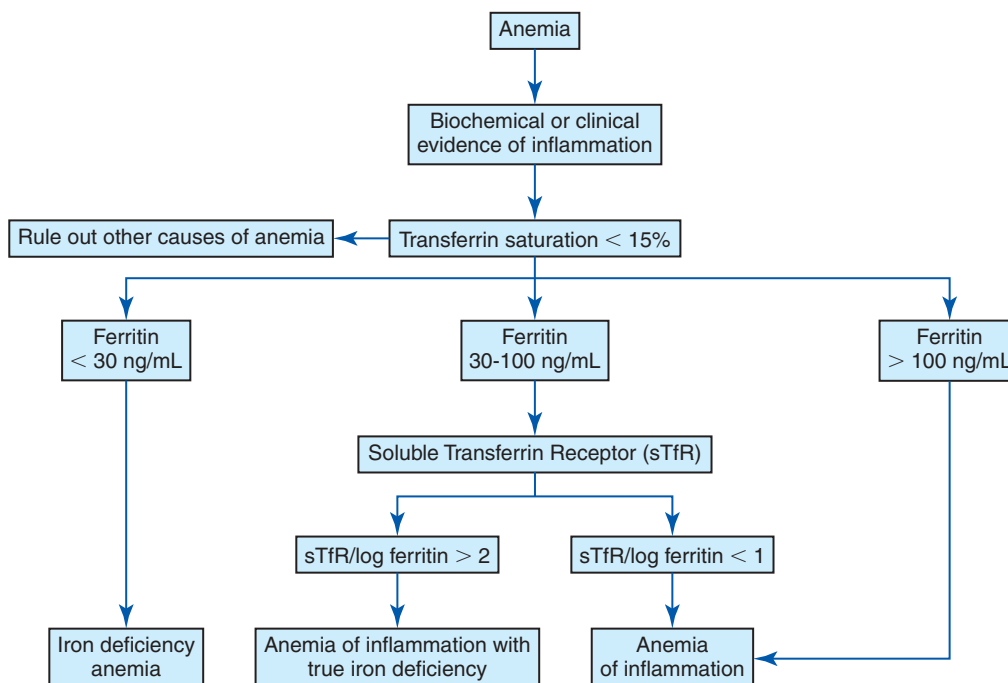 Anemia
Biochemical or clinical
evidence of inflammation
Rule out other causes of anemia
Transferrin saturation < 15%
Ferritin
< 30 ng/mL
Ferritin
30-100 ng/mL
Ferritin
> 100 ng/mL
Soluble Transferrin Receptor (sTfR)
sTfR/log ferritin > 2
sTfR/log ferritin < 1
Iron deficiency
anemia
Anemia of inflammation with
true iron deficiency
Anemia
of inflammation